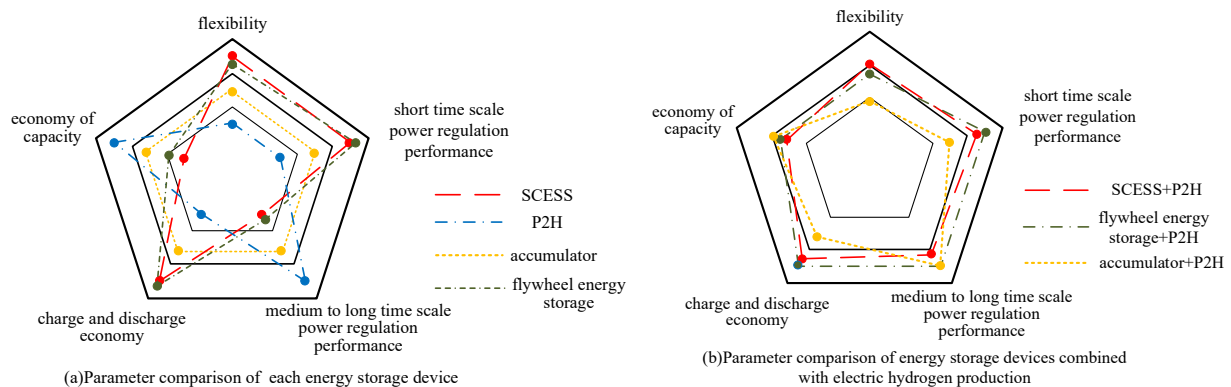 flexibility
economy of
capacity
short time scale
power regulation
performance
SCESS
P2H
accumulator
flywheel energy
storage
charge and discharge
economy
medium to long time scale
power regulation
performance
(a)Parameter comparison of each energy storage device
flexibility
economy of
capacity
short time scale
power regulation
performance
SCESS+P2H
flywheel energy
storage+P2H
accumulator+P2H
charge and discharge
economy
medium to long time scale
power regulation
performance
(b)Parameter comparison of energy storage devices combined
with electric hydrogen production